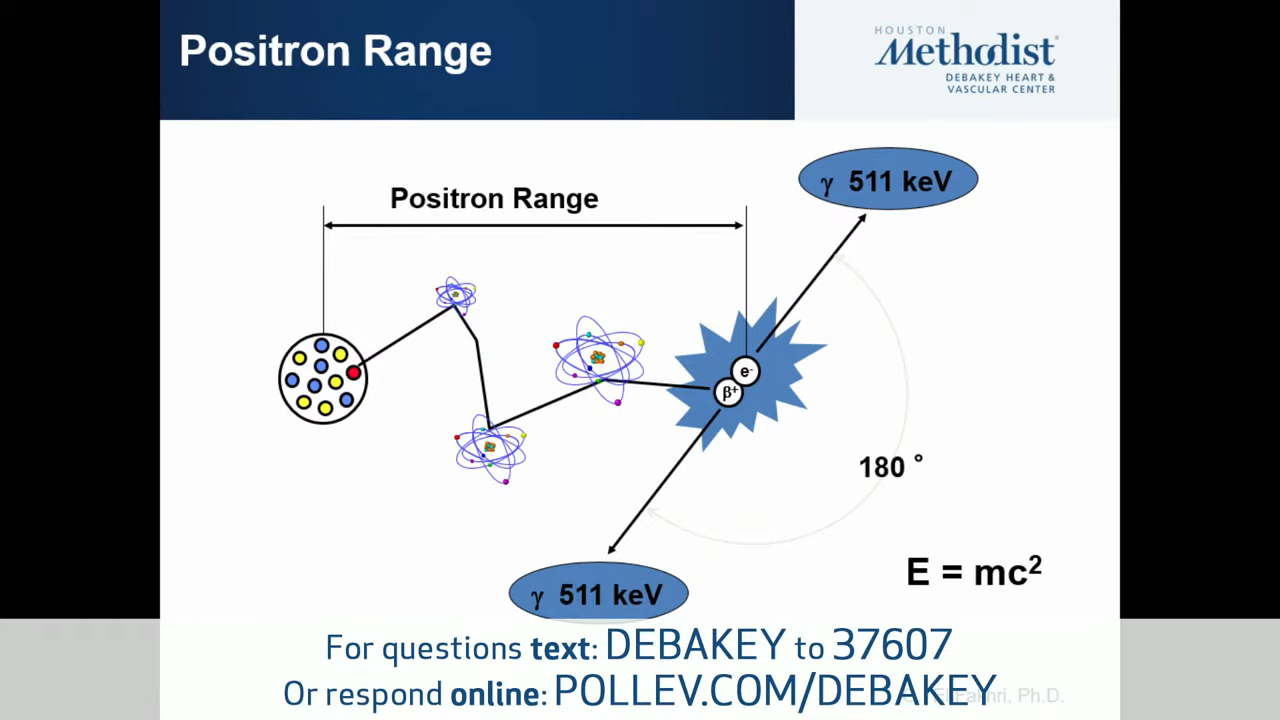 Positron Range
HOUSTON
Methodist
DEBAKEY HEART &
VASCULAR CENTER
γ 511 keV
Positron Range
e-
β+
180 °
E = mc²
γ 511 keV
For questions text: DEBAKEY to 37607
Or respond online: POLLEV.COM/DEBAKEY
Ph.D.